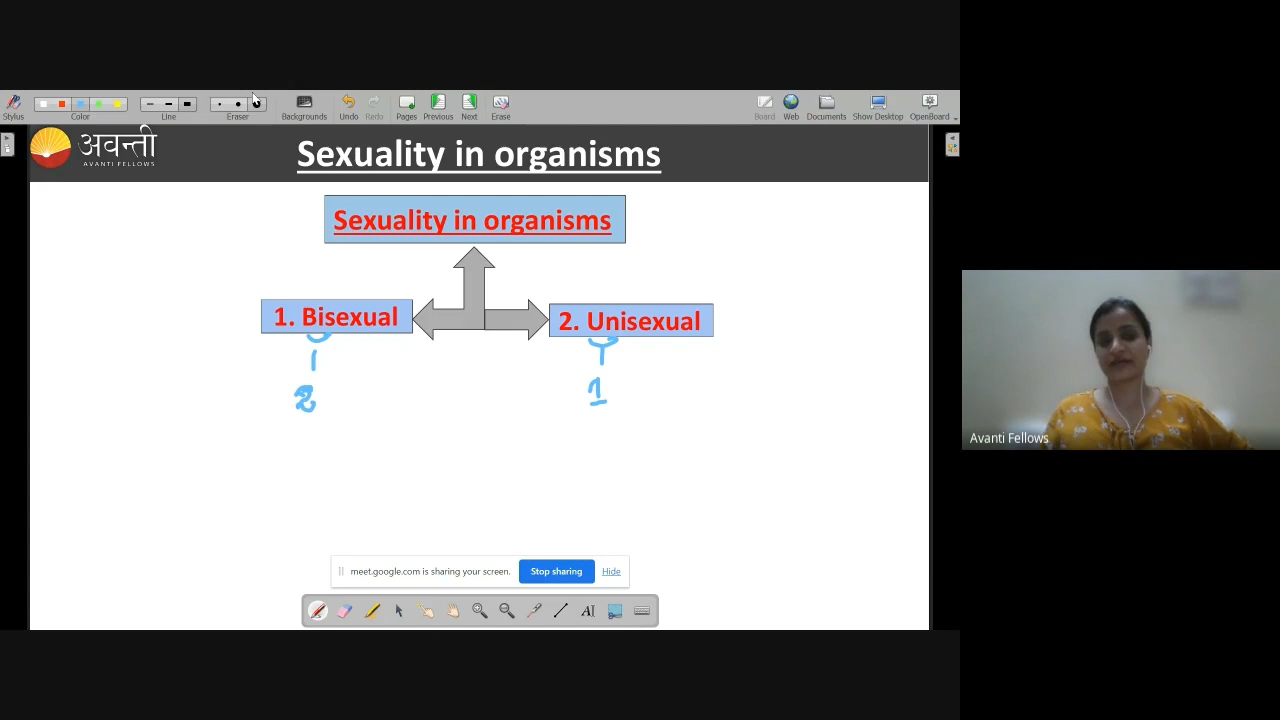 Stylus
Color
Line
Eraser
Backgrounds
Undo
Redo
Pages
Previous
Next
Erase
Board
Web
Documents
Show Desktop
OpenBoard
अवन्ती
AVANTI FELLOWS
Sexuality in organisms
Sexuality in organisms
1. Bisexual
2. Unisexual
2
1
Avanti Fellows
meet.google.com is sharing your screen.
Stop sharing
Hide
AI